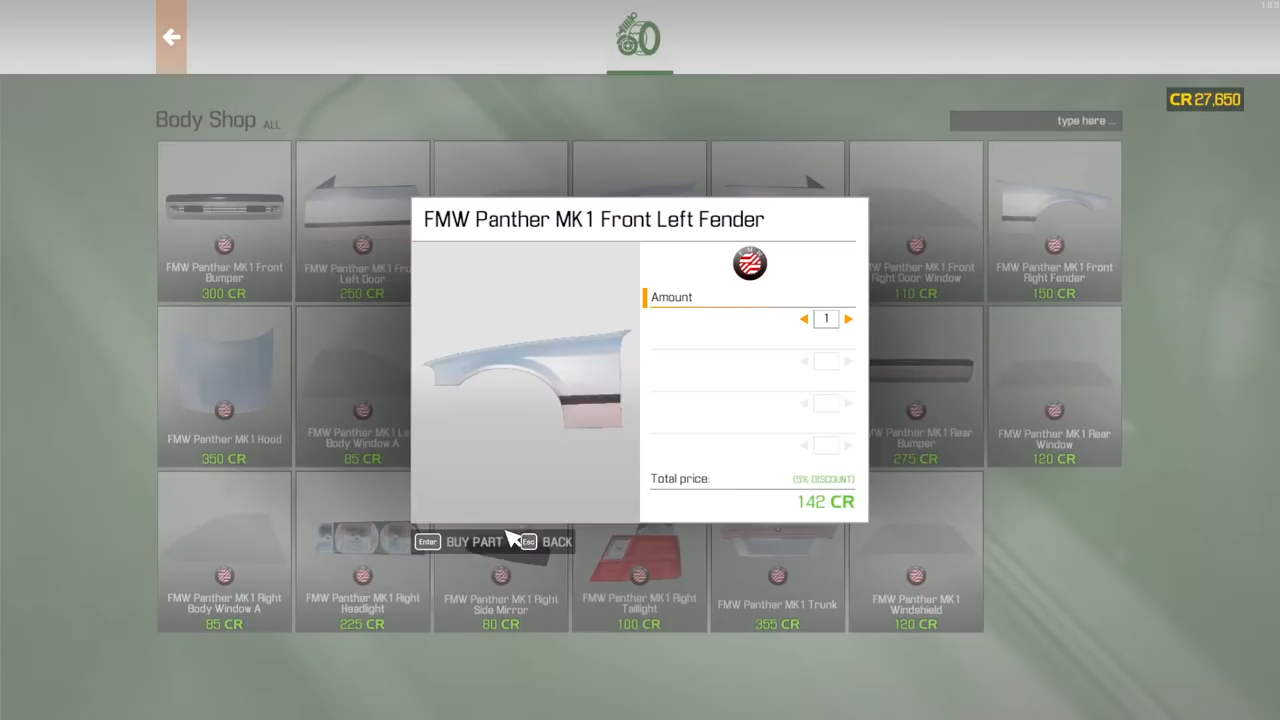 1.0.3
CR 27,650
Body Shop ALL
type here ...
FMW Panther MK1 Front
Bumper
300 CR
FMW Panther MK1 Front
Left Door
250 CR
FMW Panther MK1 Front Left Fender
Amount
1
Total price:
(5% DISCOUNT)
142 CR
Enter BUY PART Esc BACK
FMW Panther MK1 Front
Right Door Window
110 CR
FMW Panther MK1 Front
Right Fender
150 CR
FMW Panther MK1 Hood
350 CR
FMW Panther MK1 Le
Body Window A
85 CR
FMW Panther MK1 Rear
Bumper
275 CR
FMW Panther MK1 Rear
Window
120 CR
FMW Panther MK1 Right
Body Window A
85 CR
FMW Panther MK1 Right
Headlight
225 CR
FMW Panther MK1 Right
Side Mirror
80 CR
FMW Panther MK1 Right
Taillight
100 CR
FMW Panther MK1 Trunk
355 CR
FMW Panther MK1
Windshield
120 CR